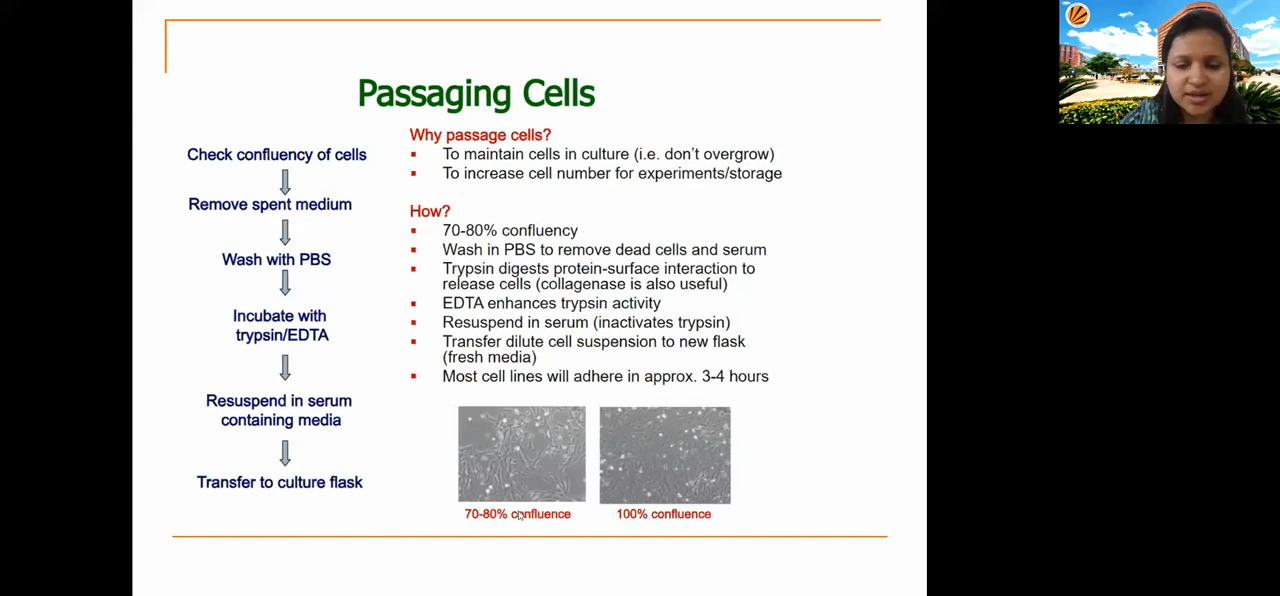 Passaging Cells
Check confluency of cells
Remove spent medium
Wash with PBS
Incubate with
trypsin/EDTA
Resuspend in serum
containing media
Transfer to culture flask
Why passage cells?
▪ To maintain cells in culture (i.e. don't overgrow)
▪ To increase cell number for experiments/storage
How?
▪ 70-80% confluency
▪ Wash in PBS to remove dead cells and serum
▪ Trypsin digests protein-surface interaction to
release cells (collagenase is also useful)
▪ EDTA enhances trypsin activity
▪ Resuspend in serum (inactivates trypsin)
▪ Transfer dilute cell suspension to new flask
(fresh media)
▪ Most cell lines will adhere in approx. 3-4 hours
70-80% confluence
100% confluence